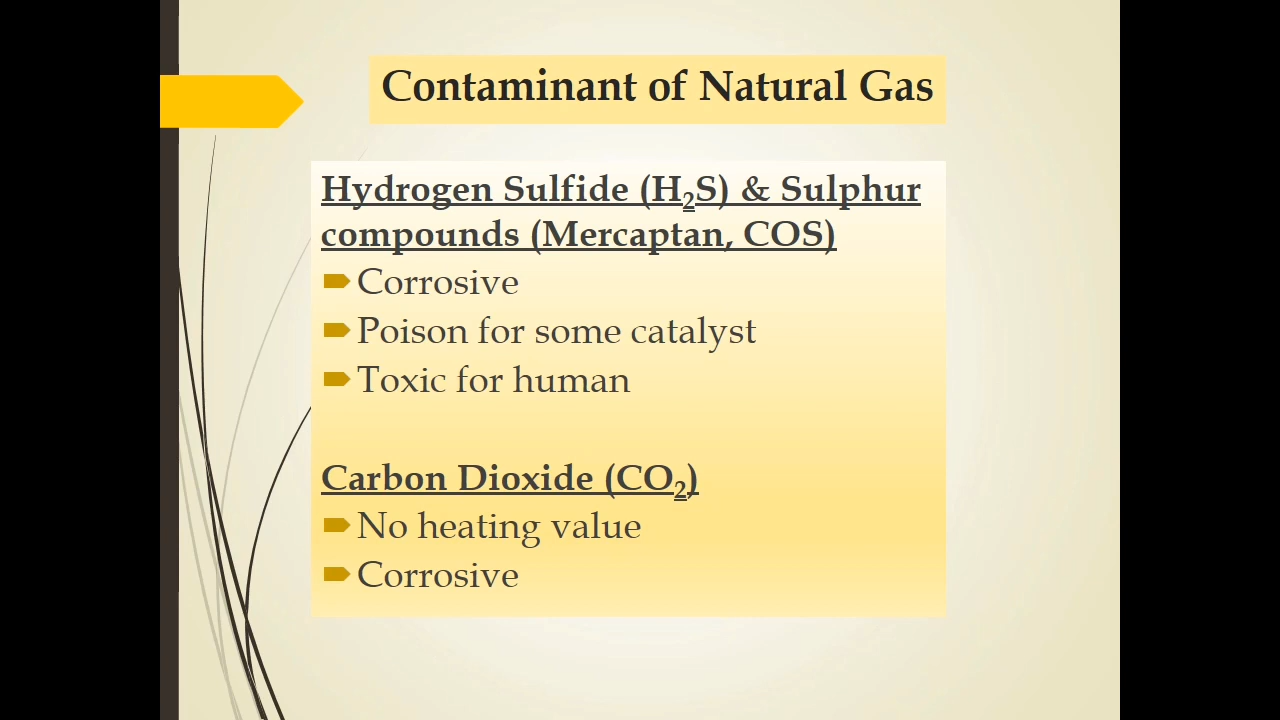 Contaminant of Natural Gas
Hydrogen Sulfide (H₂S) & Sulphur
compounds (Mercaptan, COS)
Corrosive
Poison for some catalyst
Toxic for human
Carbon Dioxide (CO₂)
No heating value
Corrosive